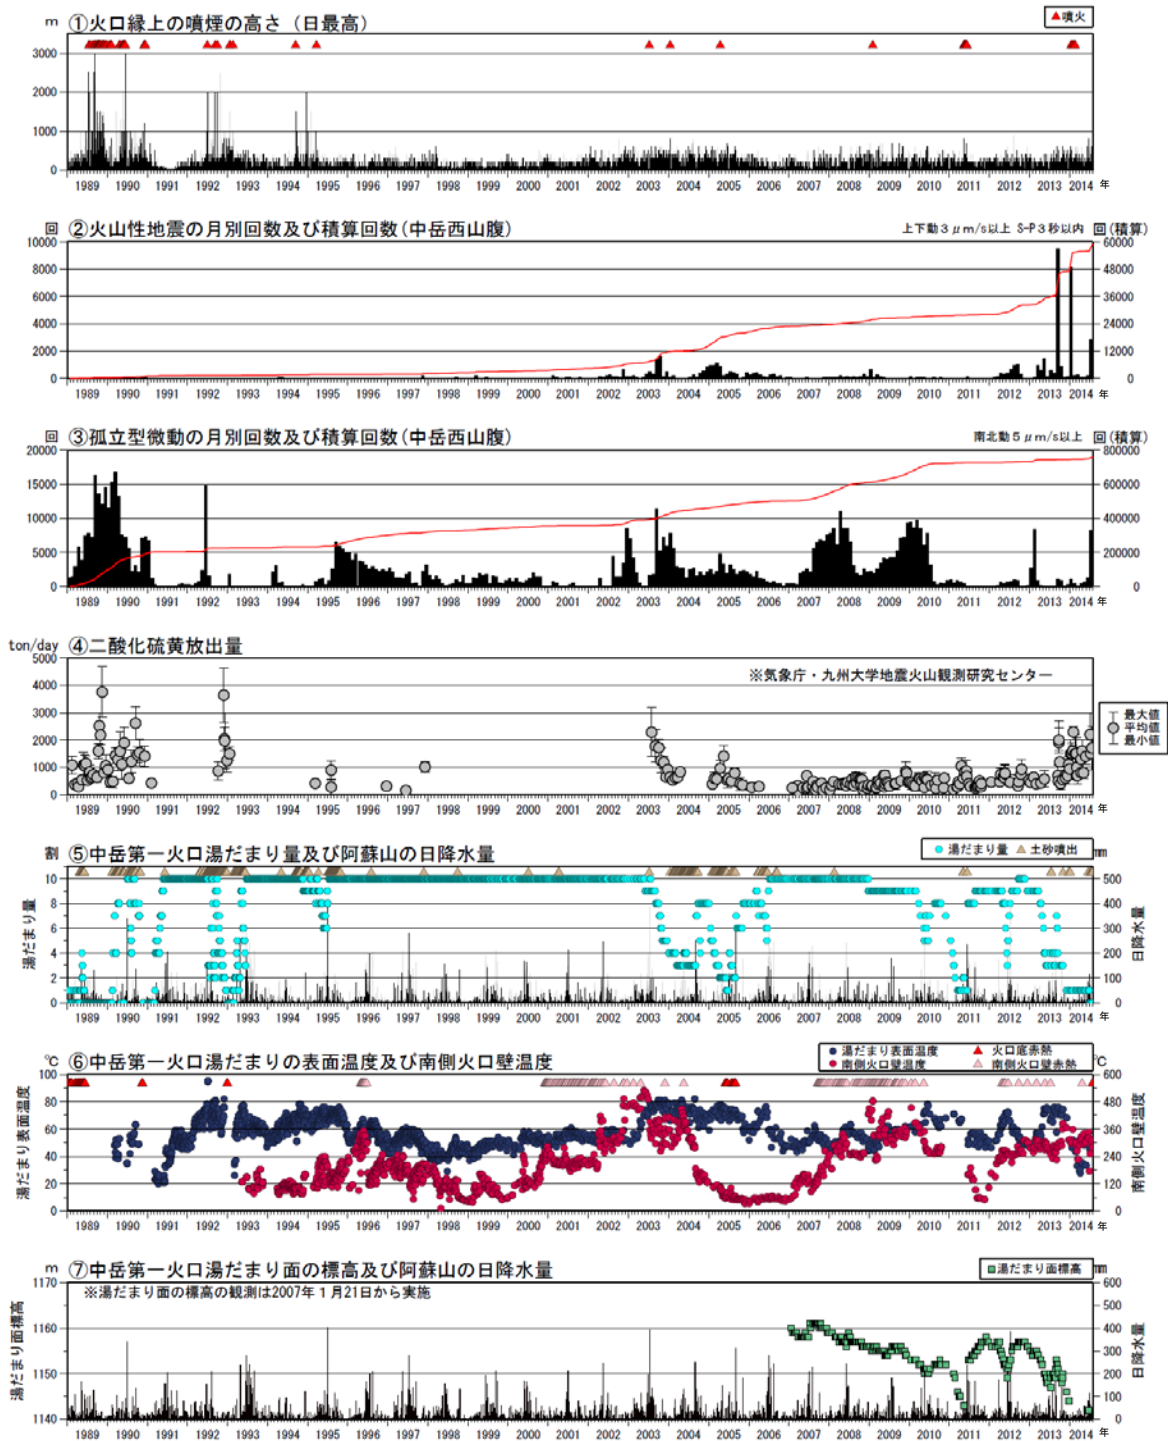 m ①火口縁上の噴煙の高さ（日最高）
▲噴火
3000
2000
1000
0
1989 1990 1991 1992 1993 1994 1995 1996 1997 1998 1999 2000 2001 2002 2003 2004 2005 2006 2007 2008 2009 2010 2011 2012 2013 2014 年
回 ②火山性地震の月別回数及び積算回数(中岳西山腹)
上下動３μm/s以上 S-P３秒以内 回(積算)
10000 60000
8000 48000
6000 36000
4000 24000
2000 12000
0 0
1989 1990 1991 1992 1993 1994 1995 1996 1997 1998 1999 2000 2001 2002 2003 2004 2005 2006 2007 2008 2009 2010 2011 2012 2013 2014 年
回 ③孤立型微動の月別回数及び積算回数(中岳西山腹)
南北動５μm/s以上 回(積算)
20000 800000
15000 600000
10000 400000
5000 200000
0 0
1989 1990 1991 1992 1993 1994 1995 1996 1997 1998 1999 2000 2001 2002 2003 2004 2005 2006 2007 2008 2009 2010 2011 2012 2013 2014 年
ton/day ④二酸化硫黄放出量
※気象庁・九州大学地震火山観測研究センター
5000
4000
3000
2000
1000
0
最大値
平均値
最小値
1989 1990 1991 1992 1993 1994 1995 1996 1997 1998 1999 2000 2001 2002 2003 2004 2005 2006 2007 2008 2009 2010 2011 2012 2013 2014 年
割 ⑤中岳第一火口湯だまり量及び阿蘇山の日降水量
湯だまり量 土砂噴出 mm
湯だまり量
日降水量
10 500
8 400
6 300
4 200
2 100
0 0
1989 1990 1991 1992 1993 1994 1995 1996 1997 1998 1999 2000 2001 2002 2003 2004 2005 2006 2007 2008 2009 2010 2011 2012 2013 2014 年
℃ ⑥中岳第一火口湯だまりの表面温度及び南側火口壁温度
湯だまり表面温度 火口底赤熱 ℃
南側火口壁温度 南側火口壁赤熱
湯だまり表面温度
南側火口壁温度
100 600
80 480
60 360
40 240
20 120
0 0
1989 1990 1991 1992 1993 1994 1995 1996 1997 1998 1999 2000 2001 2002 2003 2004 2005 2006 2007 2008 2009 2010 2011 2012 2013 2014 年
m ⑦中岳第一火口湯だまり面の標高及び阿蘇山の日降水量
湯だまり面標高 mm
※湯だまり面の標高の観測は2007年１月21日から実施
湯だまり面標高
日降水量
1170 600
500
1160 400
300
1150 200
100
1140 0
1989 1990 1991 1992 1993 1994 1995 1996 1997 1998 1999 2000 2001 2002 2003 2004 2005 2006 2007 2008 2009 2010 2011 2012 2013 2014 年